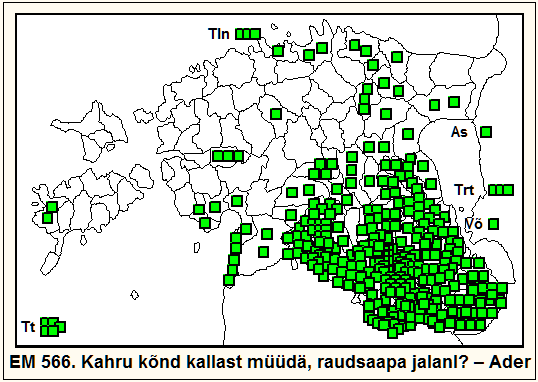 Tln
As
Trt
Võ
Tt
EM 566. Kahru kõnd kallast müüdä, raudsaapa jalanl? – Ader